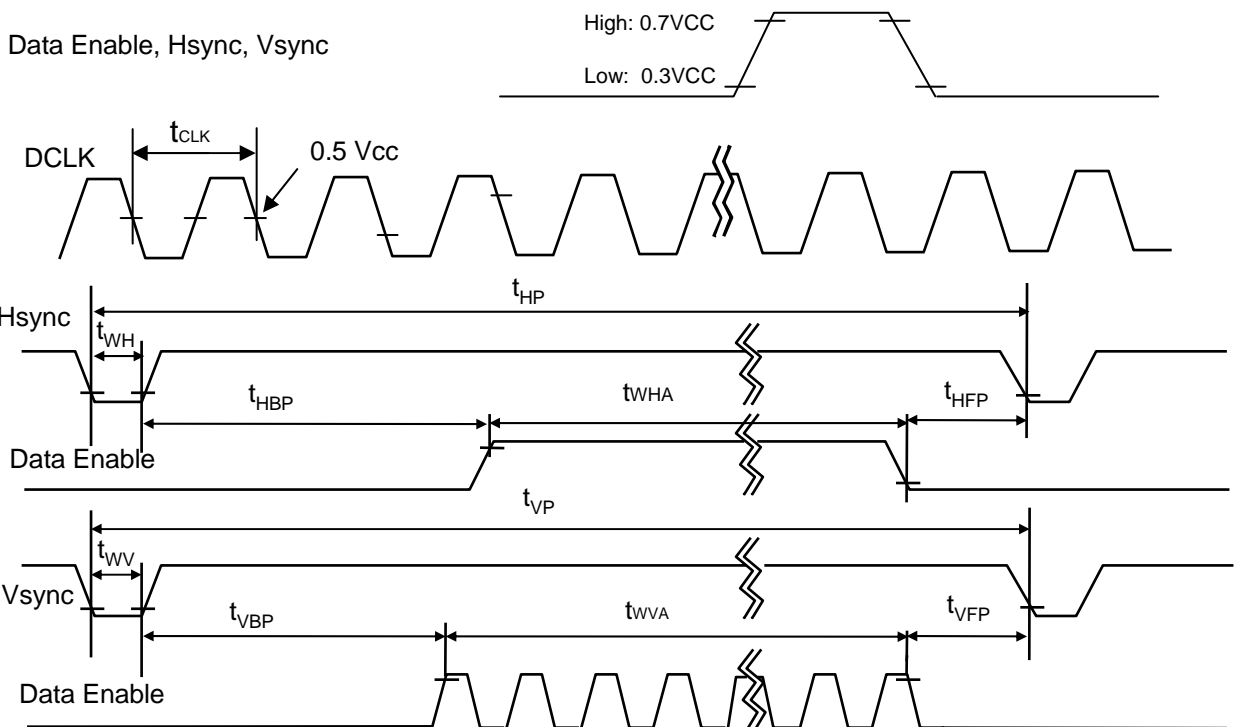 High: 0.7VCC
Data Enable, Hsync, Vsync
Low: 0.3VCC
tCLK
DCLK
0.5 Vcc
tHP
Hsync
tWH
tHBP
tWHA
tHFP
Data Enable
tVP
tWV
Vsync
tVBP
tWVA
tVFP
Data Enable